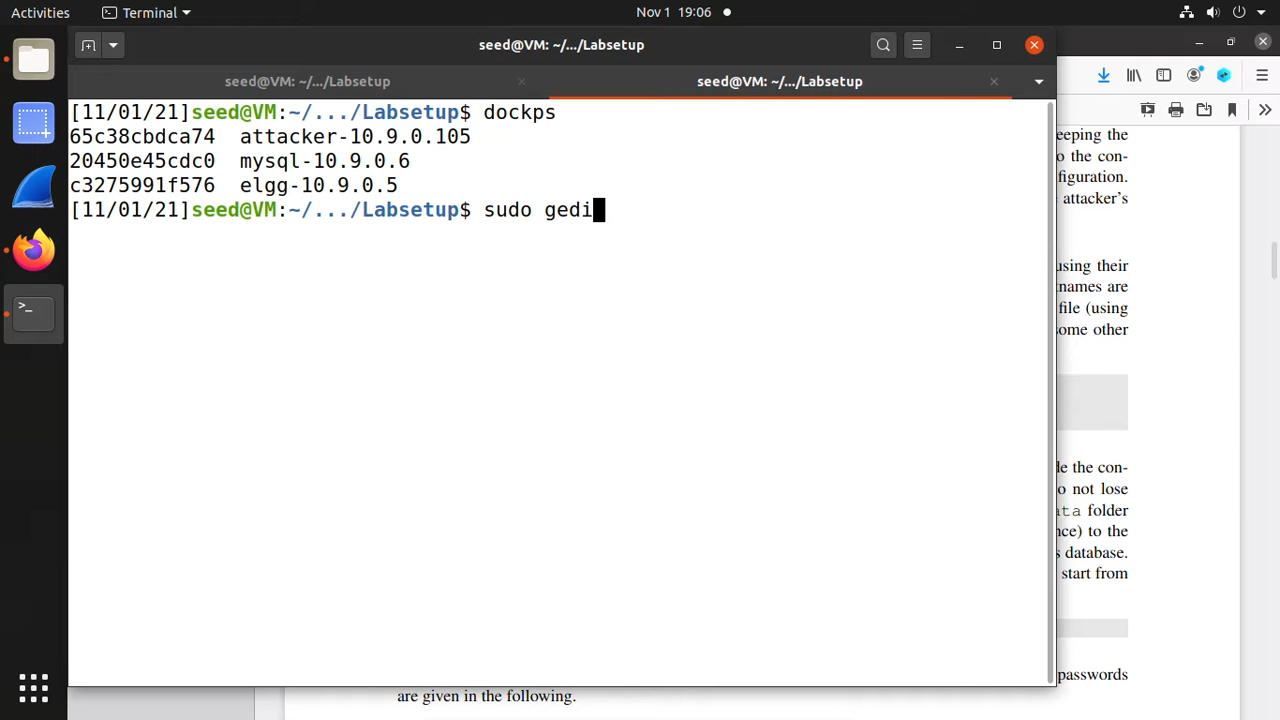 Activities
Terminal
Nov 1 19:06
seed@VM: ~/.../Labsetup
seed@VM: ~/.../Labsetup
seed@VM: ~/.../Labsetup
[11/01/21]seed@VM:~/.../Labsetup$ dockps
65c38cbdca74  attacker-10.9.0.105
20450e45cdc0  mysql-10.9.0.6
c3275991f576  elgg-10.9.0.5
[11/01/21]seed@VM:~/.../Labsetup$ sudo gedi
>_
eeping the
o the con-
figuration.
attacker's
using their
tnames are
file (using
some other
de the con-
o not lose
ata folder
nce) to the
s database.
start from
passwords
are given in the following.